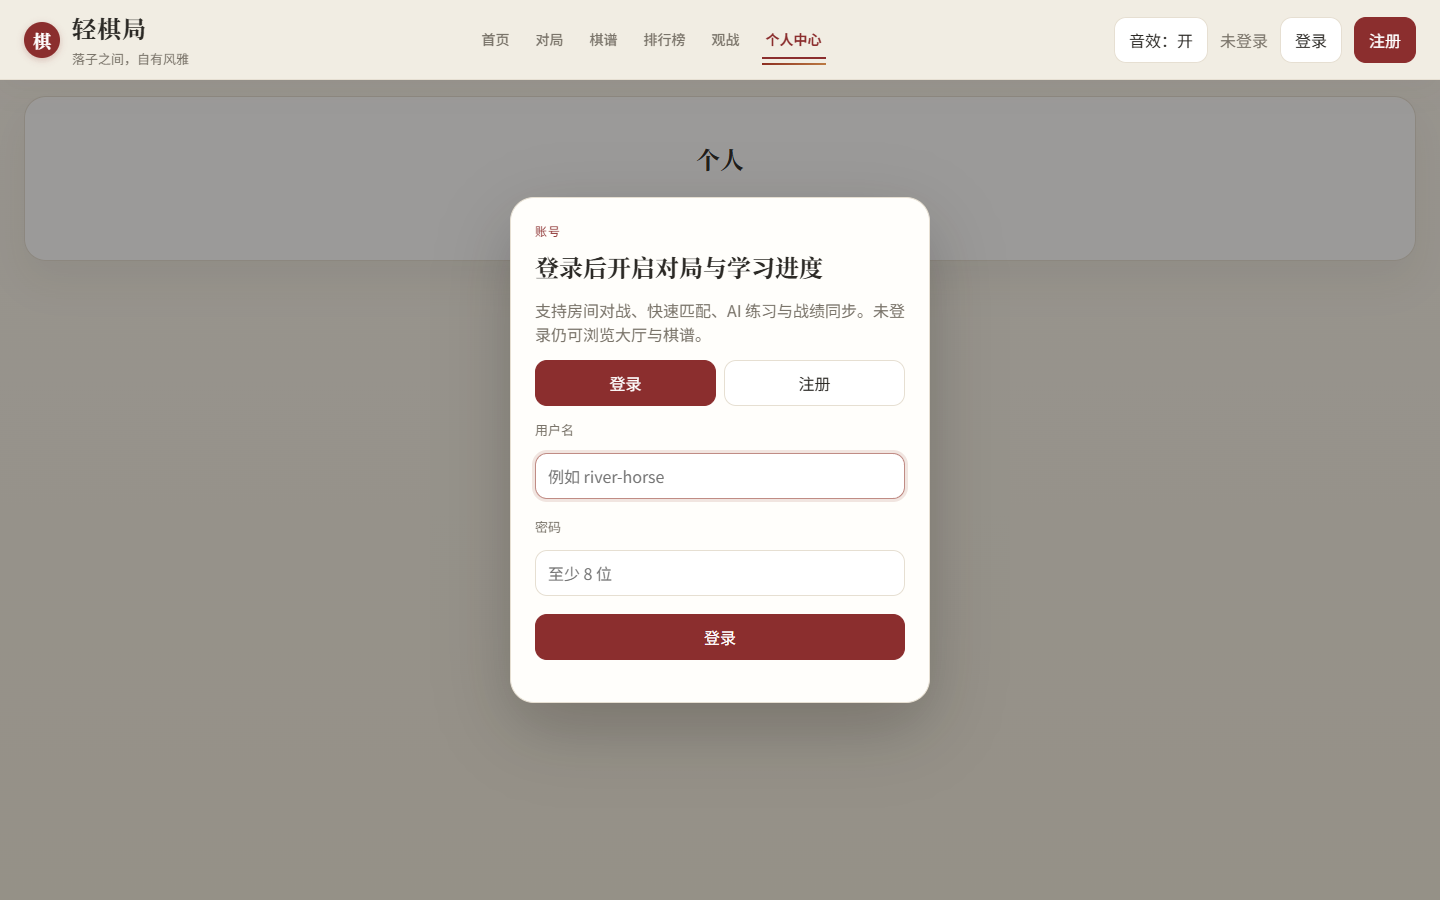 棋
轻棋局
落子之间，自有风雅
首页
对局
棋谱
排行榜
观战
个人中心
音效：开
未登录
登录
注册
个人
账号
登录后开启对局与学习进度
支持房间对战、快速匹配、AI 练习与战绩同步。未登
录仍可浏览大厅与棋谱。
登录
注册
用户名
例如 river-horse
密码
至少 8 位
登录